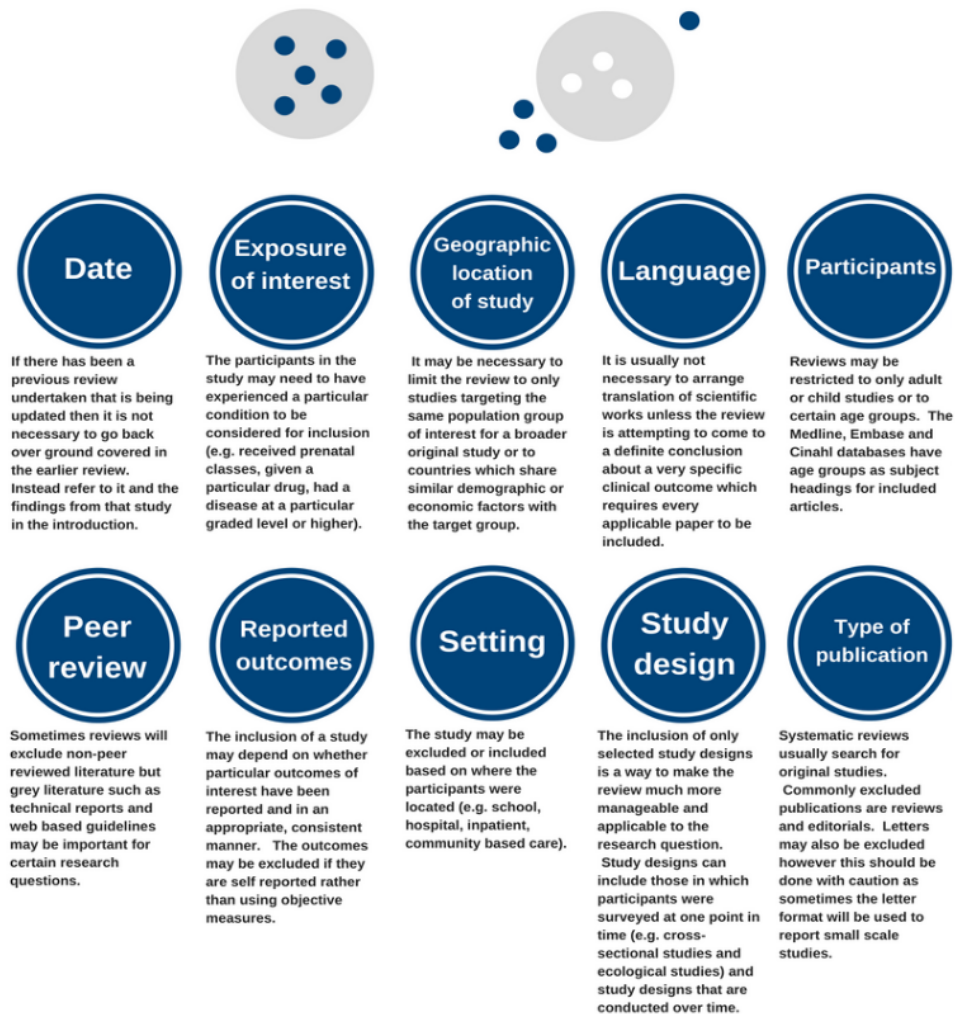 Date
If there has been a
previous review
undertaken that is being
updated then it is not
necessary to go back
over ground covered in
the earlier review.
Instead refer to it and the
findings from that study
in the introduction.
Exposure
of interest
The participants in the
study may need to have
experienced a particular
condition to be
considered for inclusion
(e.g. received prenatal
classes, given a
particular drug, had a
disease at a particular
graded level or higher).
Geographic
location
of study
It may be necessary to
limit the review to only
studies targeting the
same population group
of interest for a broader
original study or to
countries which share
similar demographic or
economic factors with
the target group.
Language
It is usually not
necessary to arrange
translation of scientific
works unless the review
is attempting to come to
a definite conclusion
about a very specific
clinical outcome which
requires every
applicable paper to be
included.
Participants
Reviews may be
restricted to only adult
or child studies or to
certain age groups. The
Medline, Embase and
Cinahl databases have
age groups as subject
headings for included
articles.
Peer
review
Sometimes reviews will
exclude non-peer
reviewed literature but
grey literature such as
technical reports and
web based guidelines
may be important for
certain research
questions.
Reported
outcomes
The inclusion of a study
may depend on whether
particular outcomes of
interest have been
reported and in an
appropriate, consistent
manner. The outcomes
may be excluded if they
are self reported rather
than using objective
measures.
Setting
The study may be
excluded or included
based on where the
participants were
located (e.g. school,
hospital, inpatient,
community based care).
Study
design
The inclusion of only
selected study designs
is a way to make the
review much more
manageable and
applicable to the
research question.
Study designs can
include those in which
participants were
surveyed at one point in
time (e.g. cross-
sectional studies and
ecological studies) and
study designs that are
conducted over time.
Type of
publication
Systematic reviews
usually search for
original studies.
Commonly excluded
publications are reviews
and editorials. Letters
may also be excluded
however this should be
done with caution as
sometimes the letter
format will be used to
report small scale
studies.